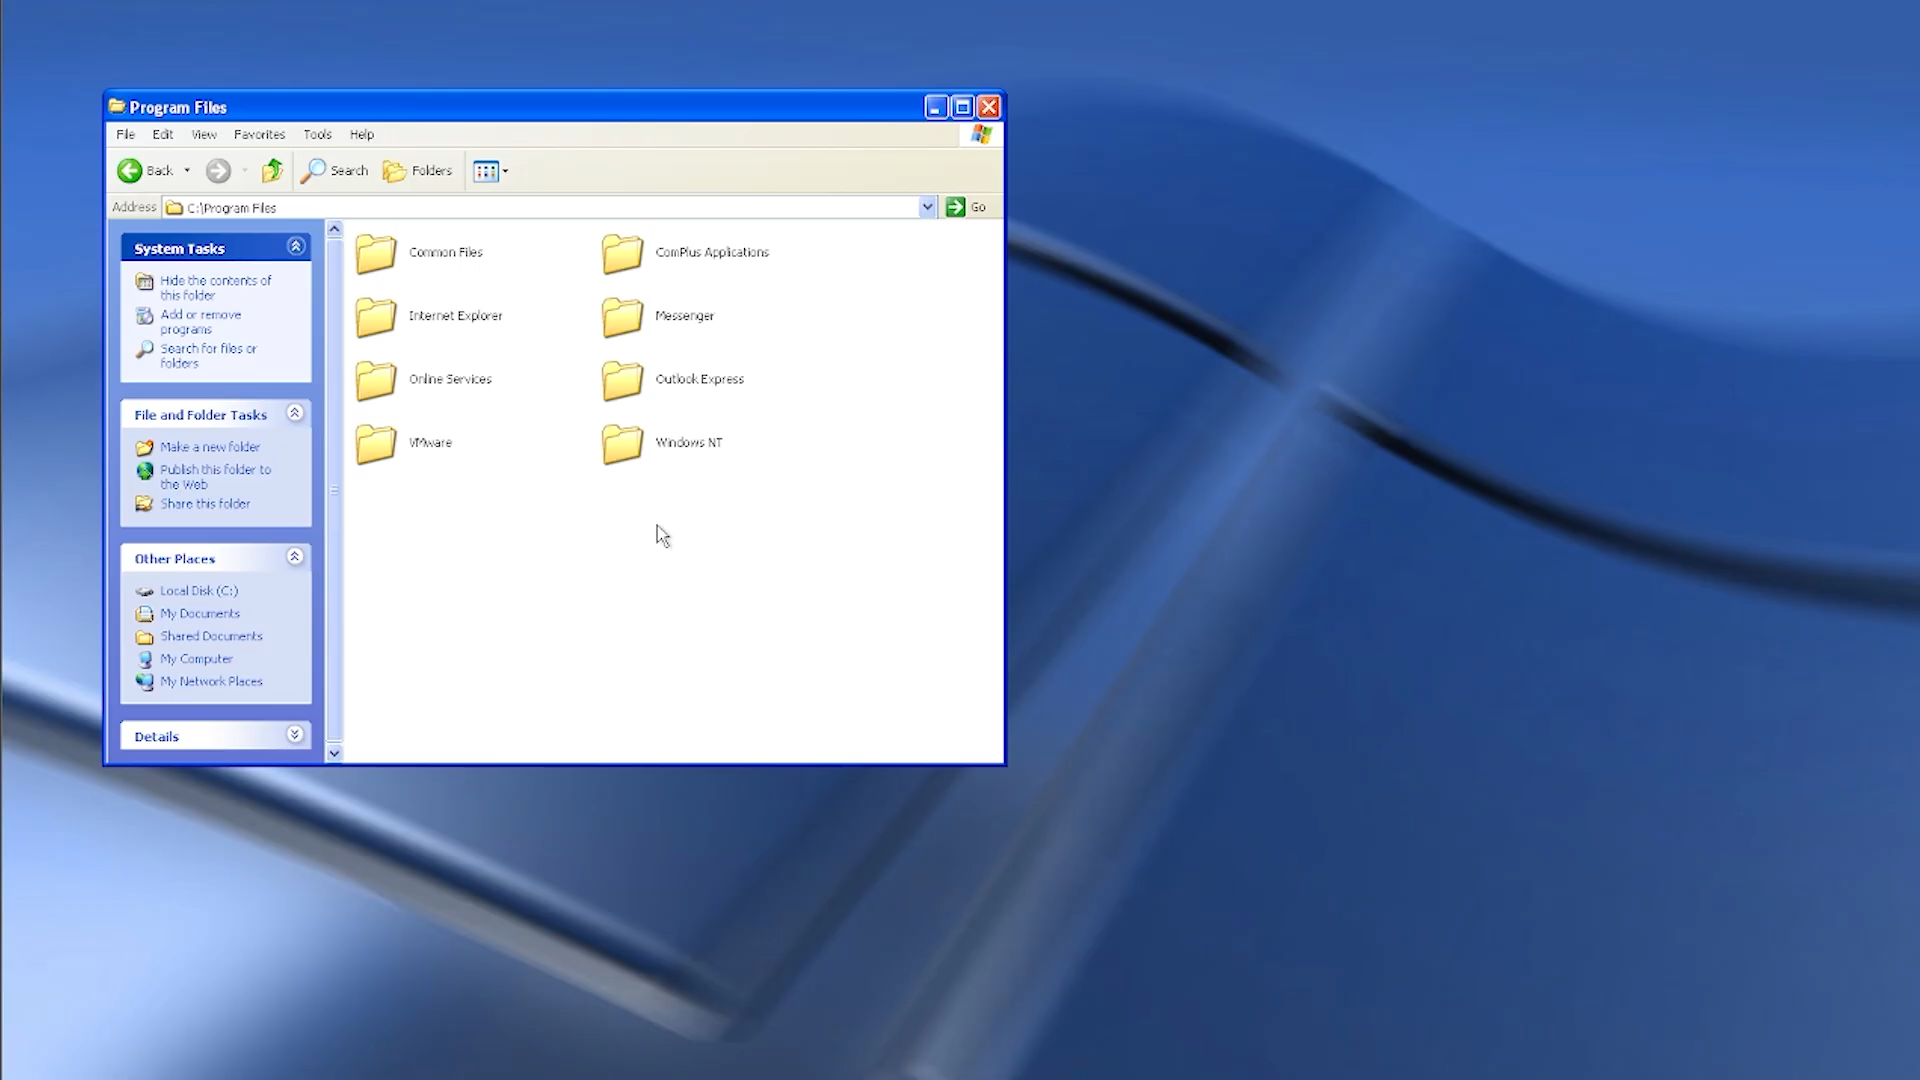 Program Files
File Edit View Favorites Tools Help
Back Search Folders
Address C:\Program Files Go
System Tasks
Hide the contents of
this folder
Add or remove
programs
Search for files or
folders
File and Folder Tasks
Make a new folder
Publish this folder to
the Web
Share this folder
Other Places
Local Disk (C:)
My Documents
Shared Documents
My Computer
My Network Places
Details
Common Files ComPlus Applications
Internet Explorer Messenger
Online Services Outlook Express
VMware Windows NT